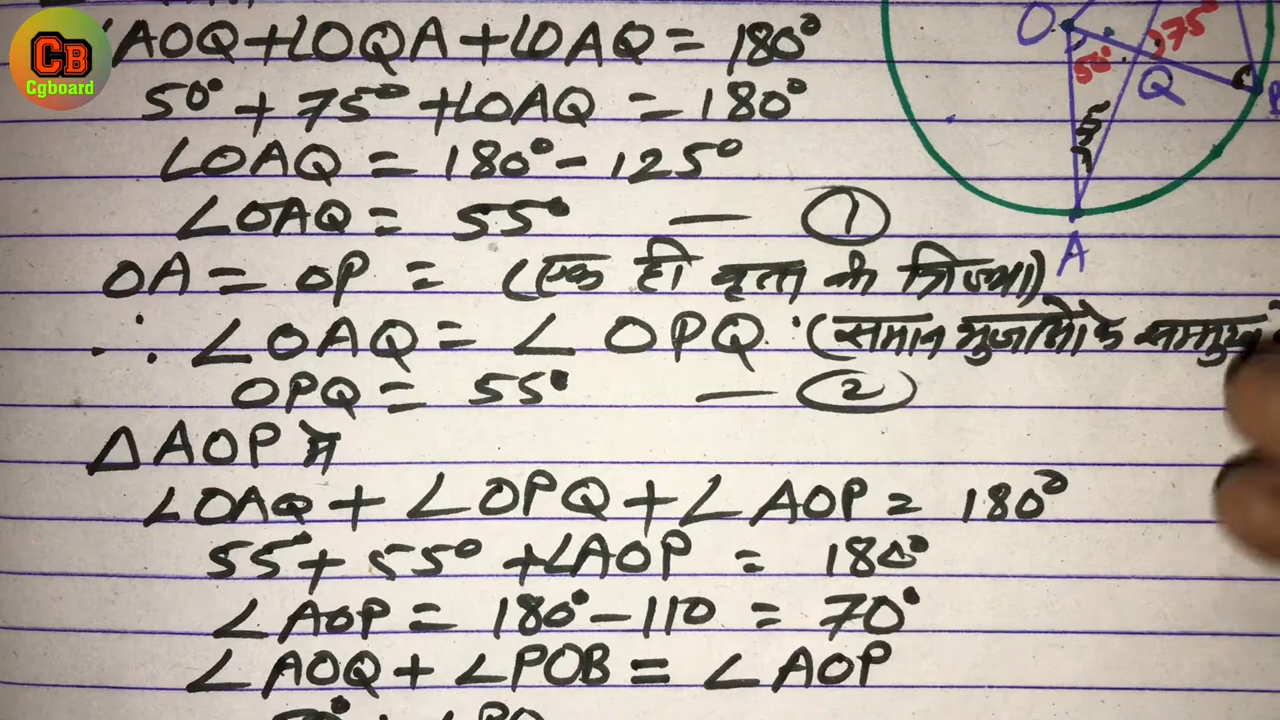 CB
Cgboard
∠AOQ + ∠OQA + ∠OAQ = 180°
50° + 75° + ∠OAQ = 180°
∠OAQ = 180° - 125°
∠OAQ = 55° — ①
OA = OP = (एक ही वृत्त के त्रिज्या)
∴ ∠OAQ = ∠OPQ (समान भुजाओ के सम्मुख
OPQ = 55° — ②
△AOP में
∠OAQ + ∠OPQ + ∠AOP = 180°
55 + 55° + ∠AOP = 180°
∠AOP = 180° - 110 = 70°
∠AOQ + ∠POB = ∠AOP
O
50°
75°
Q
B
A